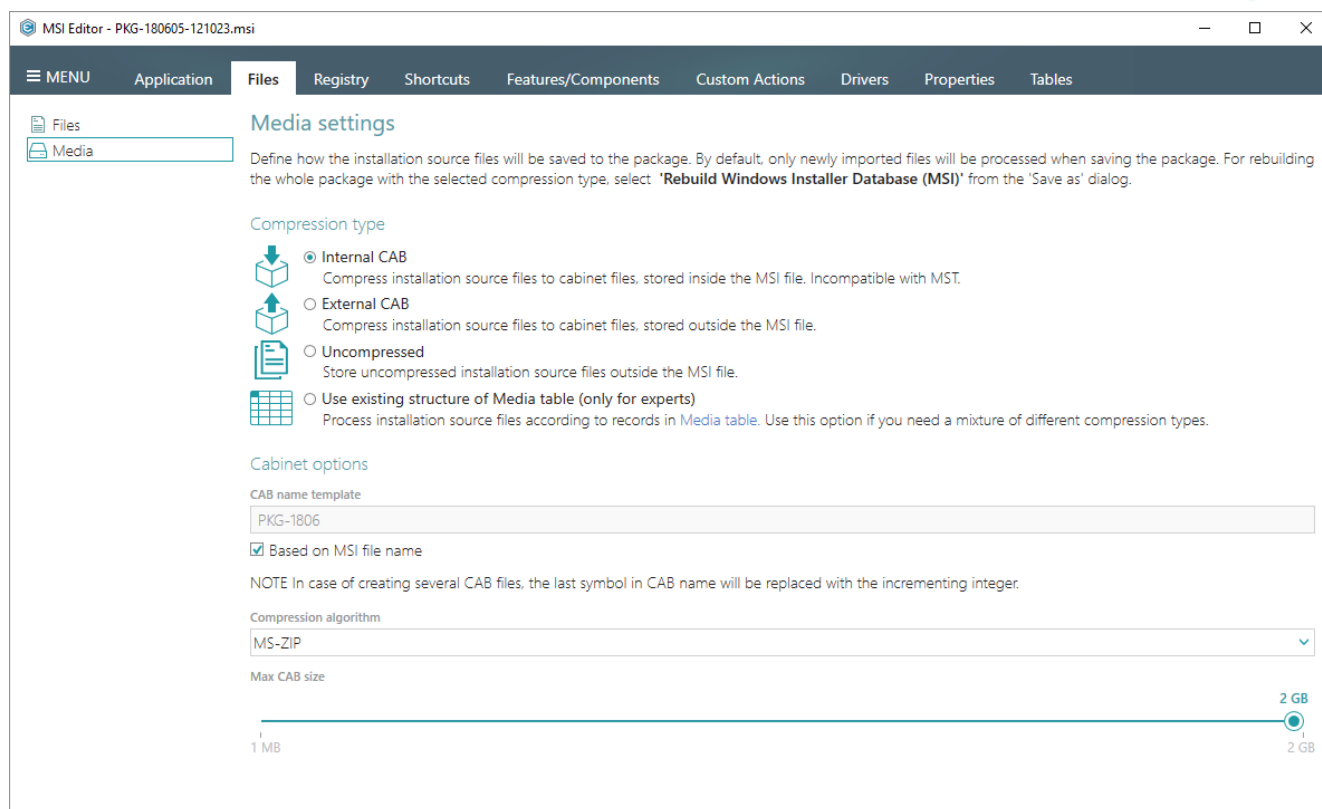 MSI Editor - PKG-180605-121023.msi
MENU Application Files Registry Shortcuts Features/Components Custom Actions Drivers Properties Tables
Files
Media
Media settings
Define how the installation source files will be saved to the package. By default, only newly imported files will be processed when saving the package. For rebuilding
the whole package with the selected compression type, select 'Rebuild Windows Installer Database (MSI)' from the 'Save as' dialog.
Compression type
Internal CAB
Compress installation source files to cabinet files, stored inside the MSI file. Incompatible with MST.
External CAB
Compress installation source files to cabinet files, stored outside the MSI file.
Uncompressed
Store uncompressed installation source files outside the MSI file.
Use existing structure of Media table (only for experts)
Process installation source files according to records in Media table. Use this option if you need a mixture of different compression types.
Cabinet options
CAB name template
PKG-1806
Based on MSI file name
NOTE In case of creating several CAB files, the last symbol in CAB name will be replaced with the incrementing integer.
Compression algorithm
MS-ZIP
Max CAB size
2 GB
1 MB 2 GB